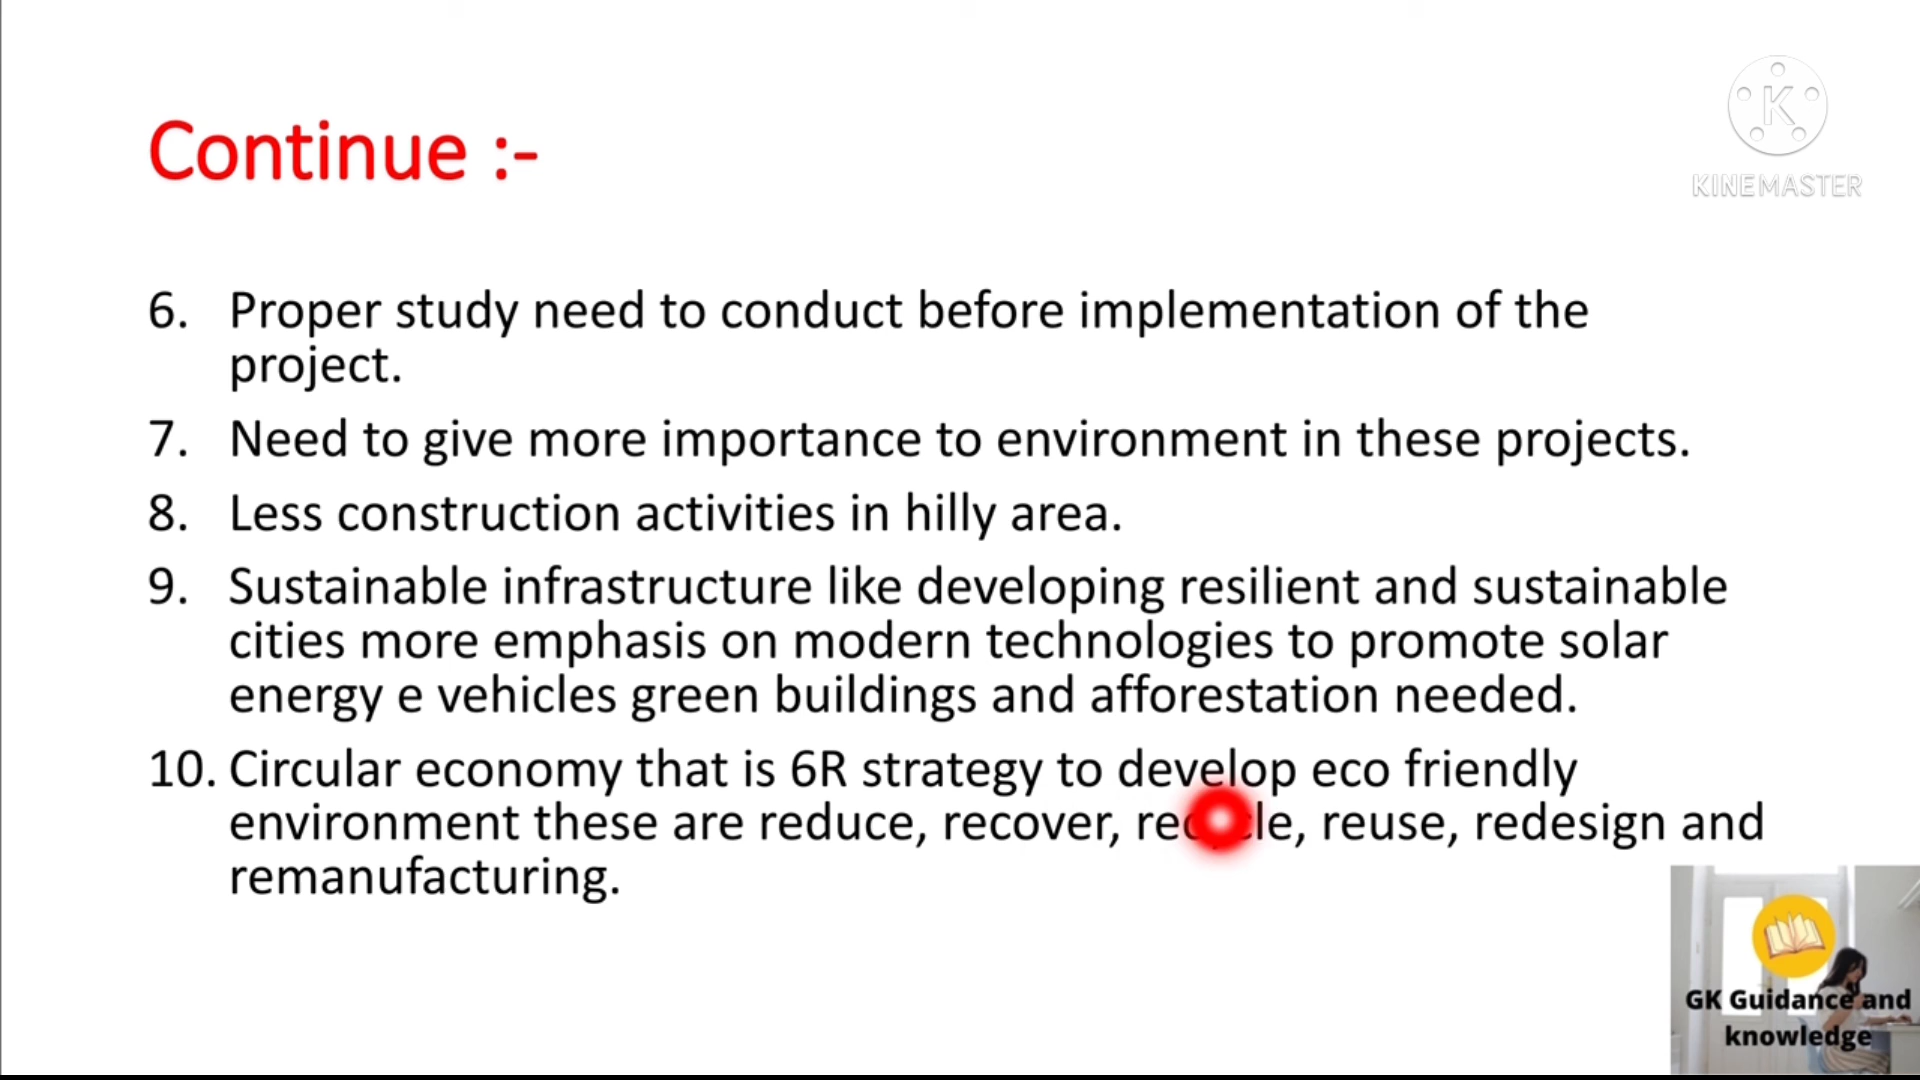 Continue :-
K
KINEMASTER
6. Proper study need to conduct before implementation of the
project.
7. Need to give more importance to environment in these projects.
8. Less construction activities in hilly area.
9. Sustainable infrastructure like developing resilient and sustainable
cities more emphasis on modern technologies to promote solar
energy e vehicles green buildings and afforestation needed.
10. Circular economy that is 6R strategy to develop eco friendly
environment these are reduce, recover, recycle, reuse, redesign and
remanufacturing.
GK Guidance and
knowledge